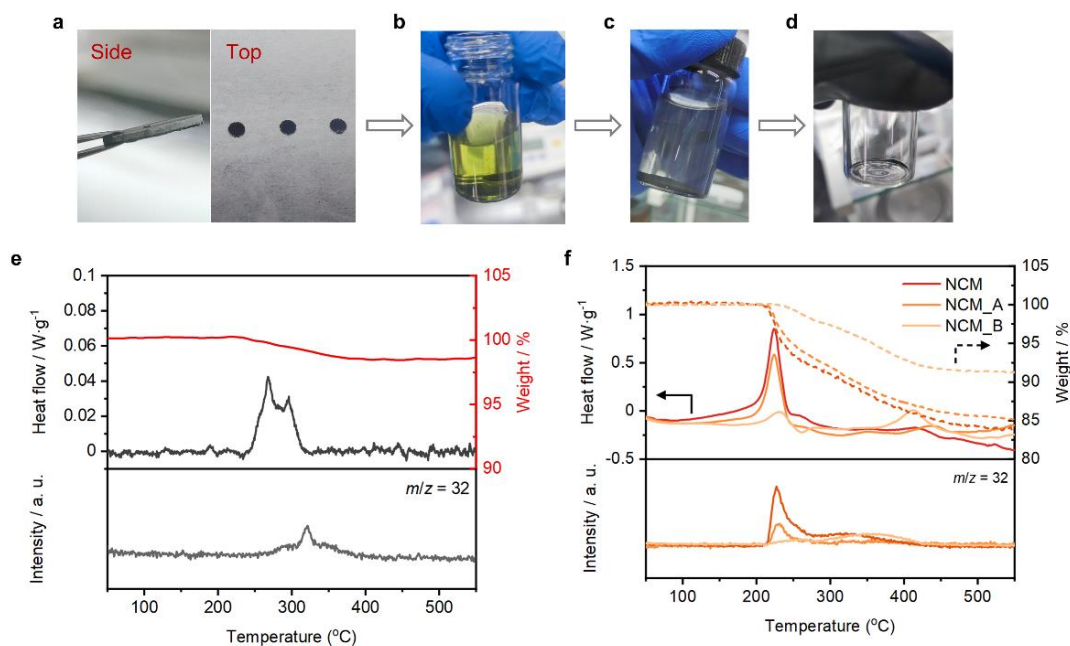 a
b
c
d
Side
Top
e
0.1
0.08
0.06
0.04
0.02
0
Heat flow / W·g⁻¹
105
100
95
90
Weight / %
m/z = 32
Intensity / a. u.
100
200
300
400
500
Temperature (°C)
f
1.5
1
0.5
0
-0.5
Heat flow / W·g⁻¹
NCM
NCM_A
NCM_B
105
100
95
90
85
80
Weight / %
m/z = 32
Intensity / a. u.
100
200
300
400
500
Temperature (°C)